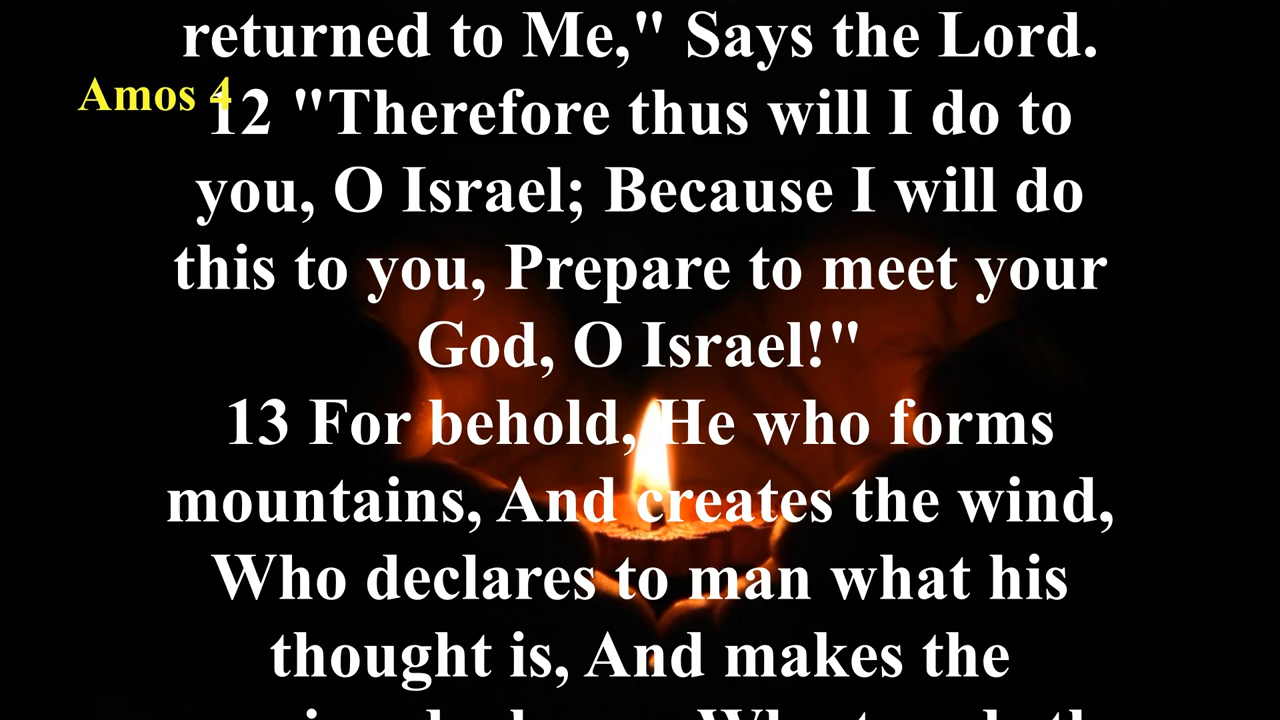 returned to Me," Says the Lord.
Amos 4
12 "Therefore thus will I do to
you, O Israel; Because I will do
this to you, Prepare to meet your
God, O Israel!"
13 For behold, He who forms
mountains, And creates the wind,
Who declares to man what his
thought is, And makes the